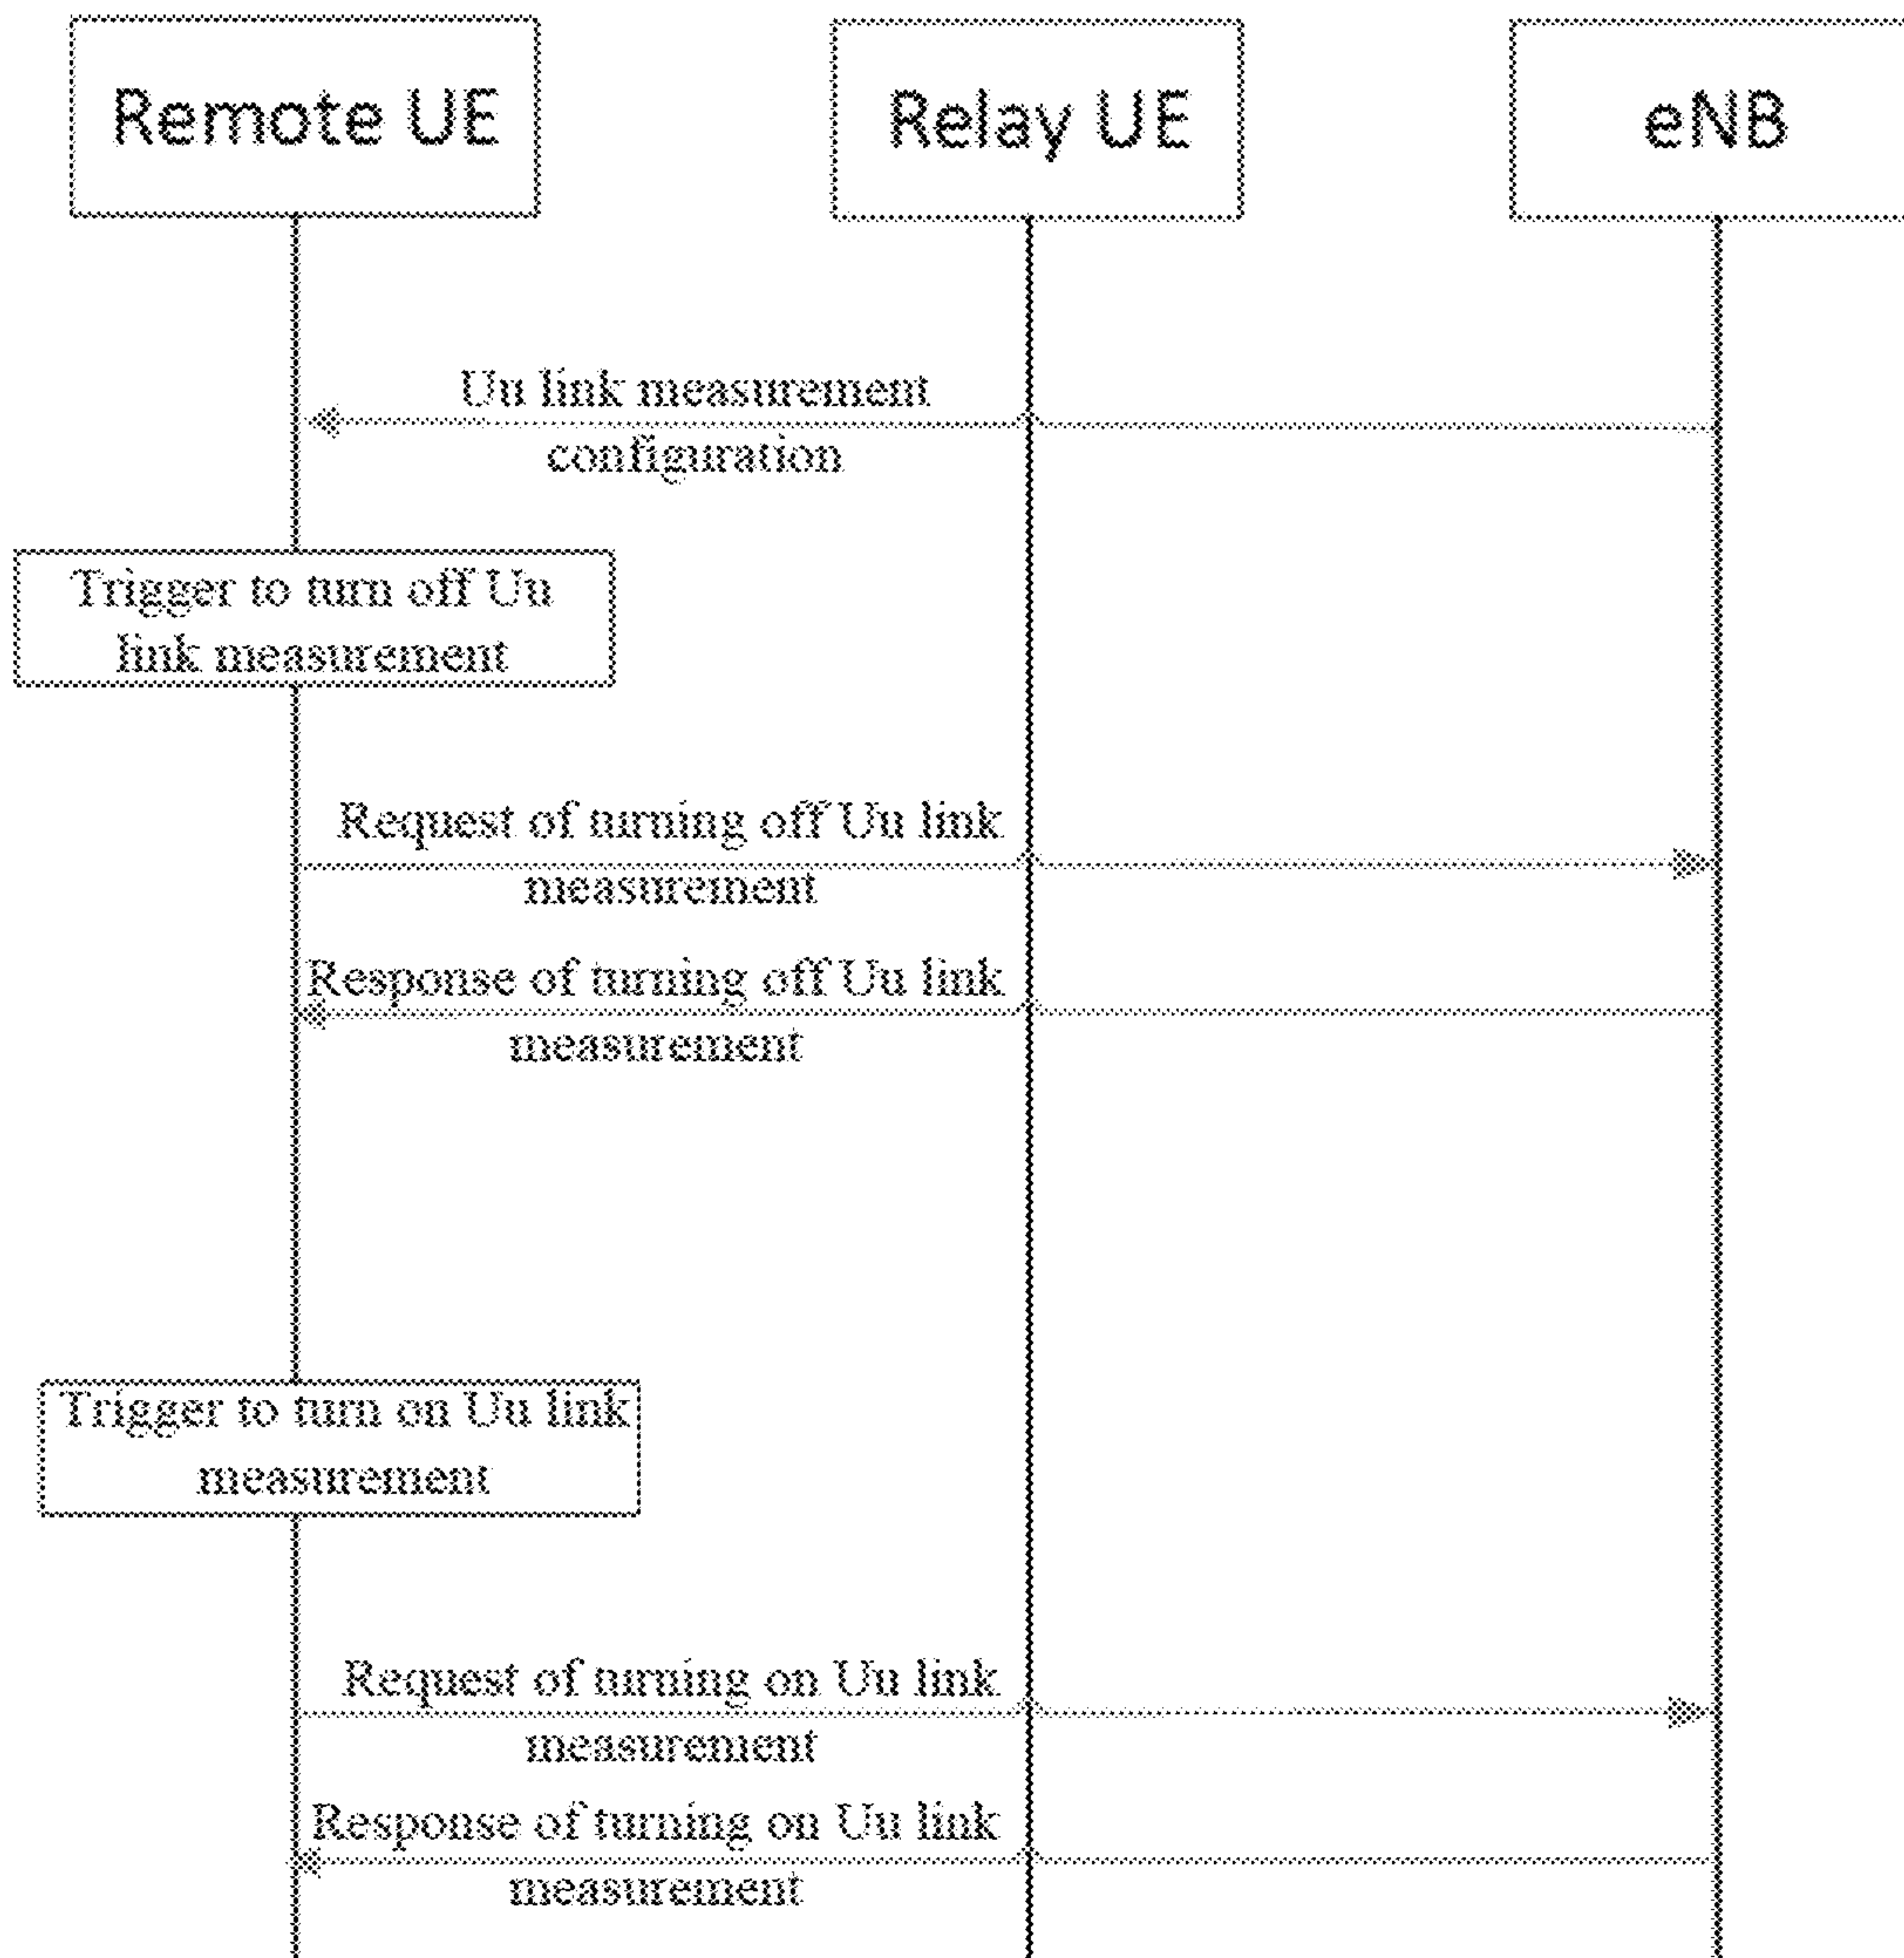 Remote UE
Relay UE
eNB
Uu link measurement
configuration
Trigger to turn off Uu
link measurement
Request of turning off Uu link
measurement
Response of turning off Uu link
measurement
Trigger to turn on Uu link
measurement
Request of turning on Uu link
measurement
Response of turning on Uu link
measurement